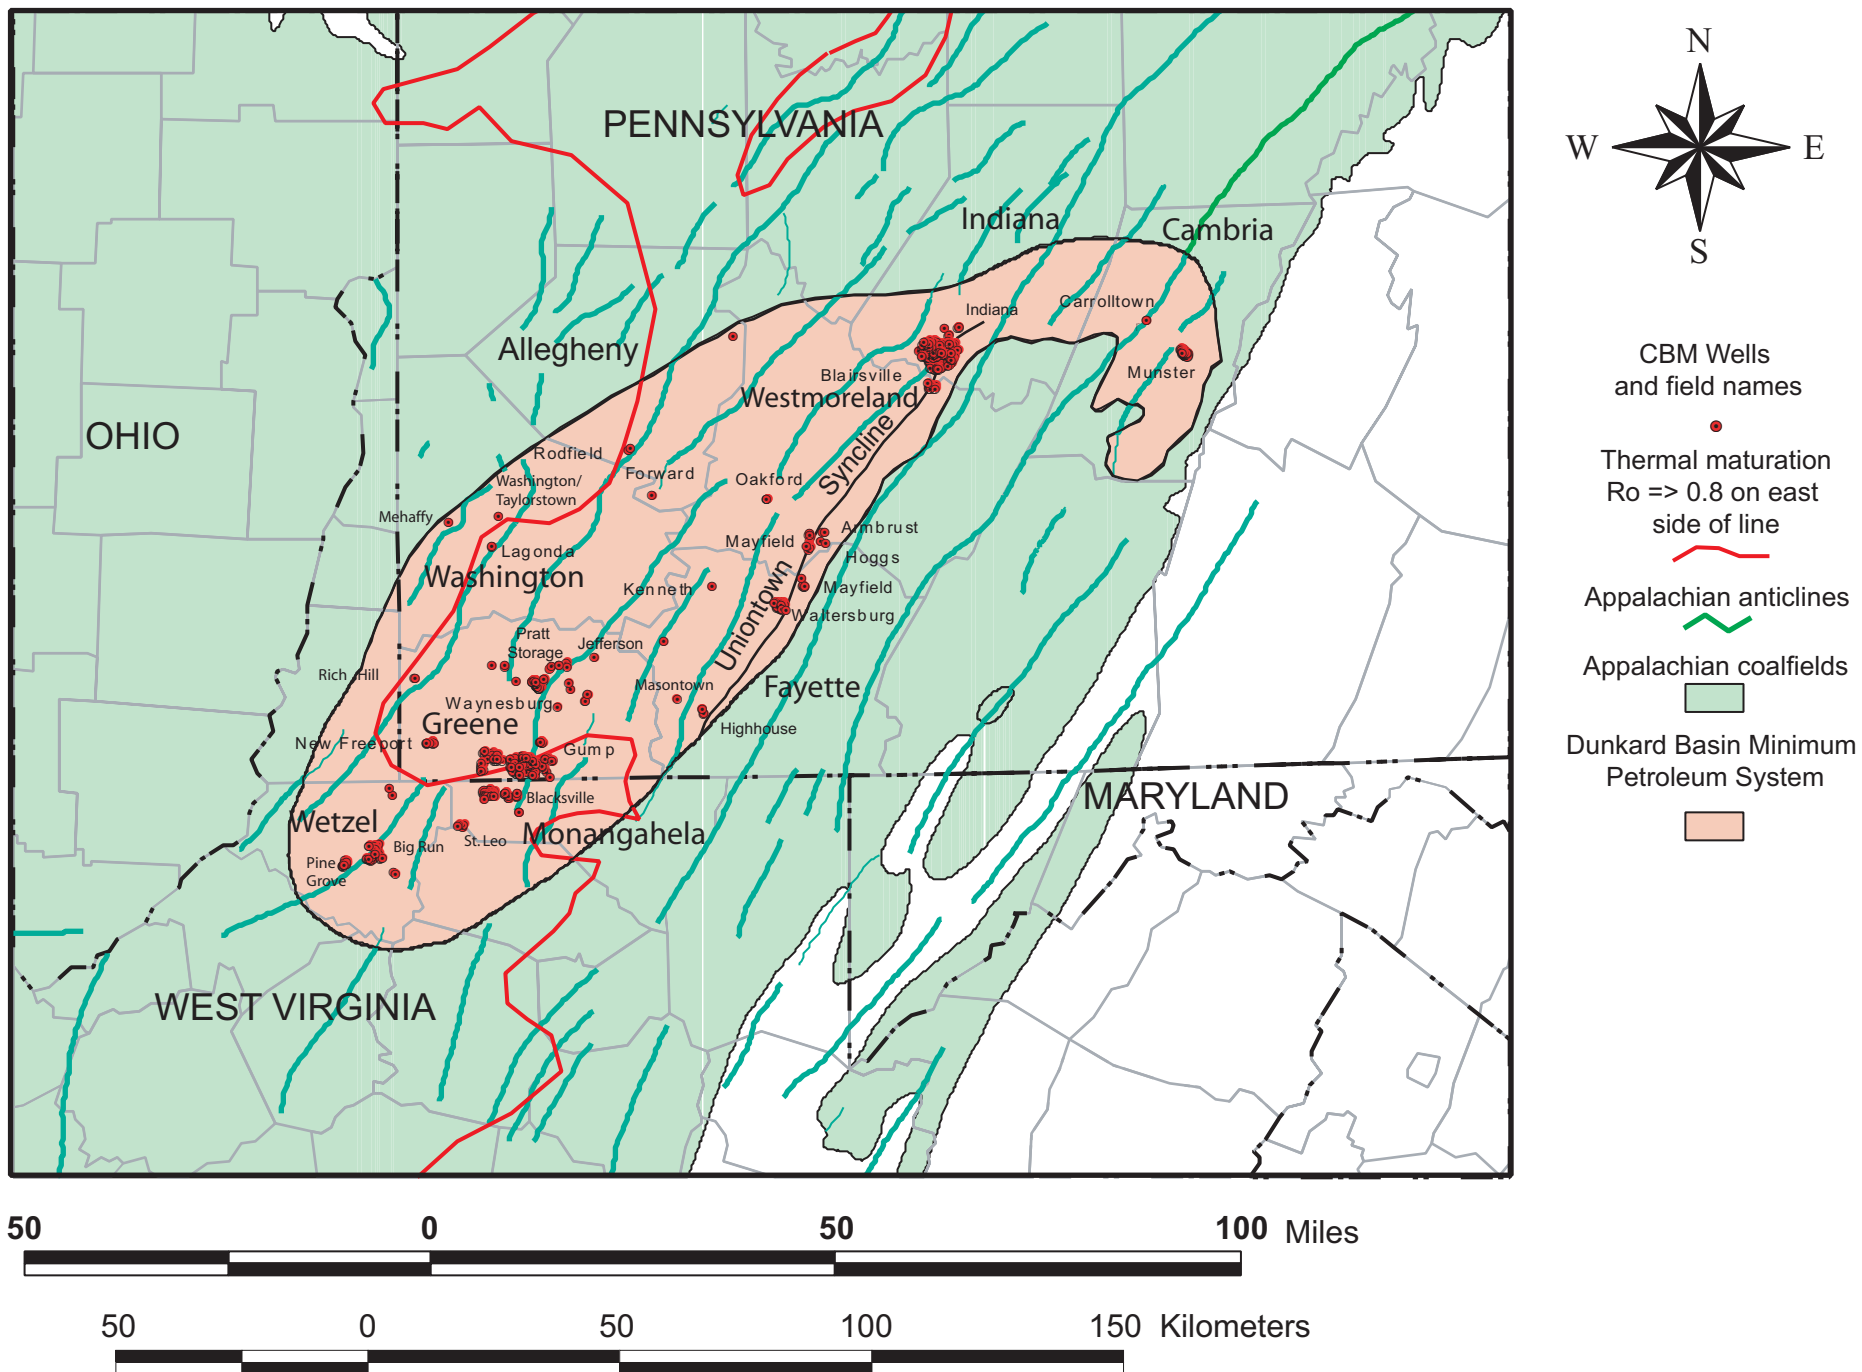 PENNSYLVANIA
Indiana
Cambria
Carrolltown
Indiana
Allegheny
Blairsville
Munster
Westmoreland
OHIO
Syncline
Rodfield
Forward
Oakford
Washington/
Taylorstown
Mehaffy
Armbrust
Mayfield
Lagonda
Hoggs
Washington
Kenneth
Mayfield
Uniontown
Waltersburg
Pratt
Storage
Jefferson
Rich Hill
Masontown
Fayette
Waynesburg
Greene
Highhouse
New Freeport
Gump
Blacksville
MARYLAND
Wetzel
Monangahela
St. Leo
Big Run
Pine
Grove
WEST VIRGINIA
N
W
E
S
CBM Wells
and field names
Thermal maturation
Ro => 0.8 on east
side of line
Appalachian anticlines
Appalachian coalfields
Dunkard Basin Minimum
Petroleum System
50 0 50 100 Miles
50 0 50 100 150 Kilometers